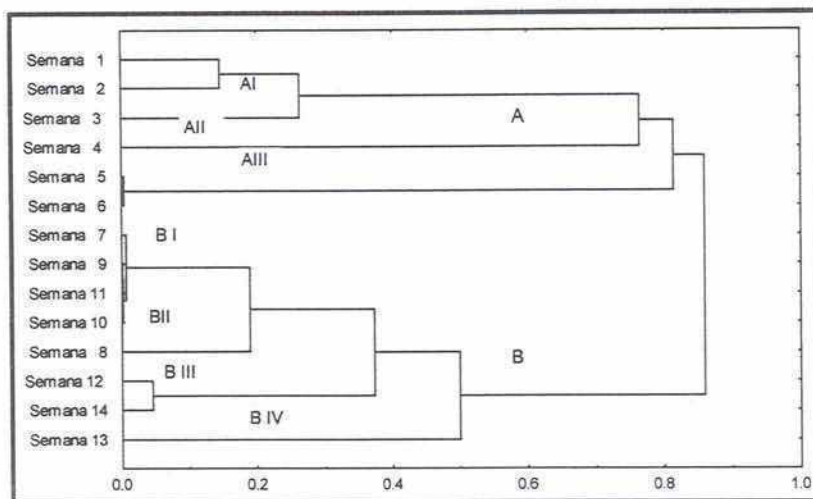 Semana 1
Semana 2
AI
Semana 3
AII
A
Semana 4
AIII
Semana 5
Semana 6
Semana 7
B I
Semana 9
Semana 11
Semana 10
BII
Semana 8
B
Semana 12
B III
Semana 14
B IV
Semana 13
0.0 0.2 0.4 0.6 0.8 1.0